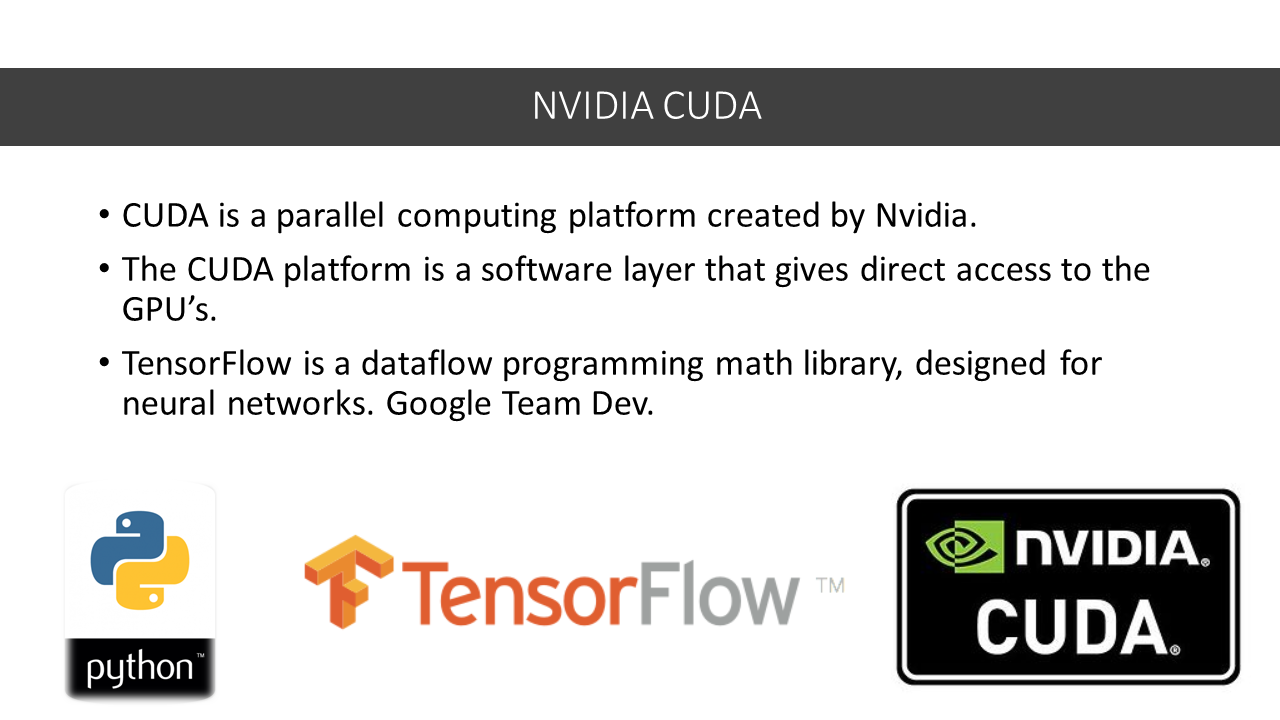 NVIDIA CUDA
• CUDA is a parallel computing platform created by Nvidia.
• The CUDA platform is a software layer that gives direct access to the
GPU’s.
• TensorFlow is a dataflow programming math library, designed for
neural networks. Google Team Dev.
python™
TensorFlow ™
NVIDIA®
CUDA®